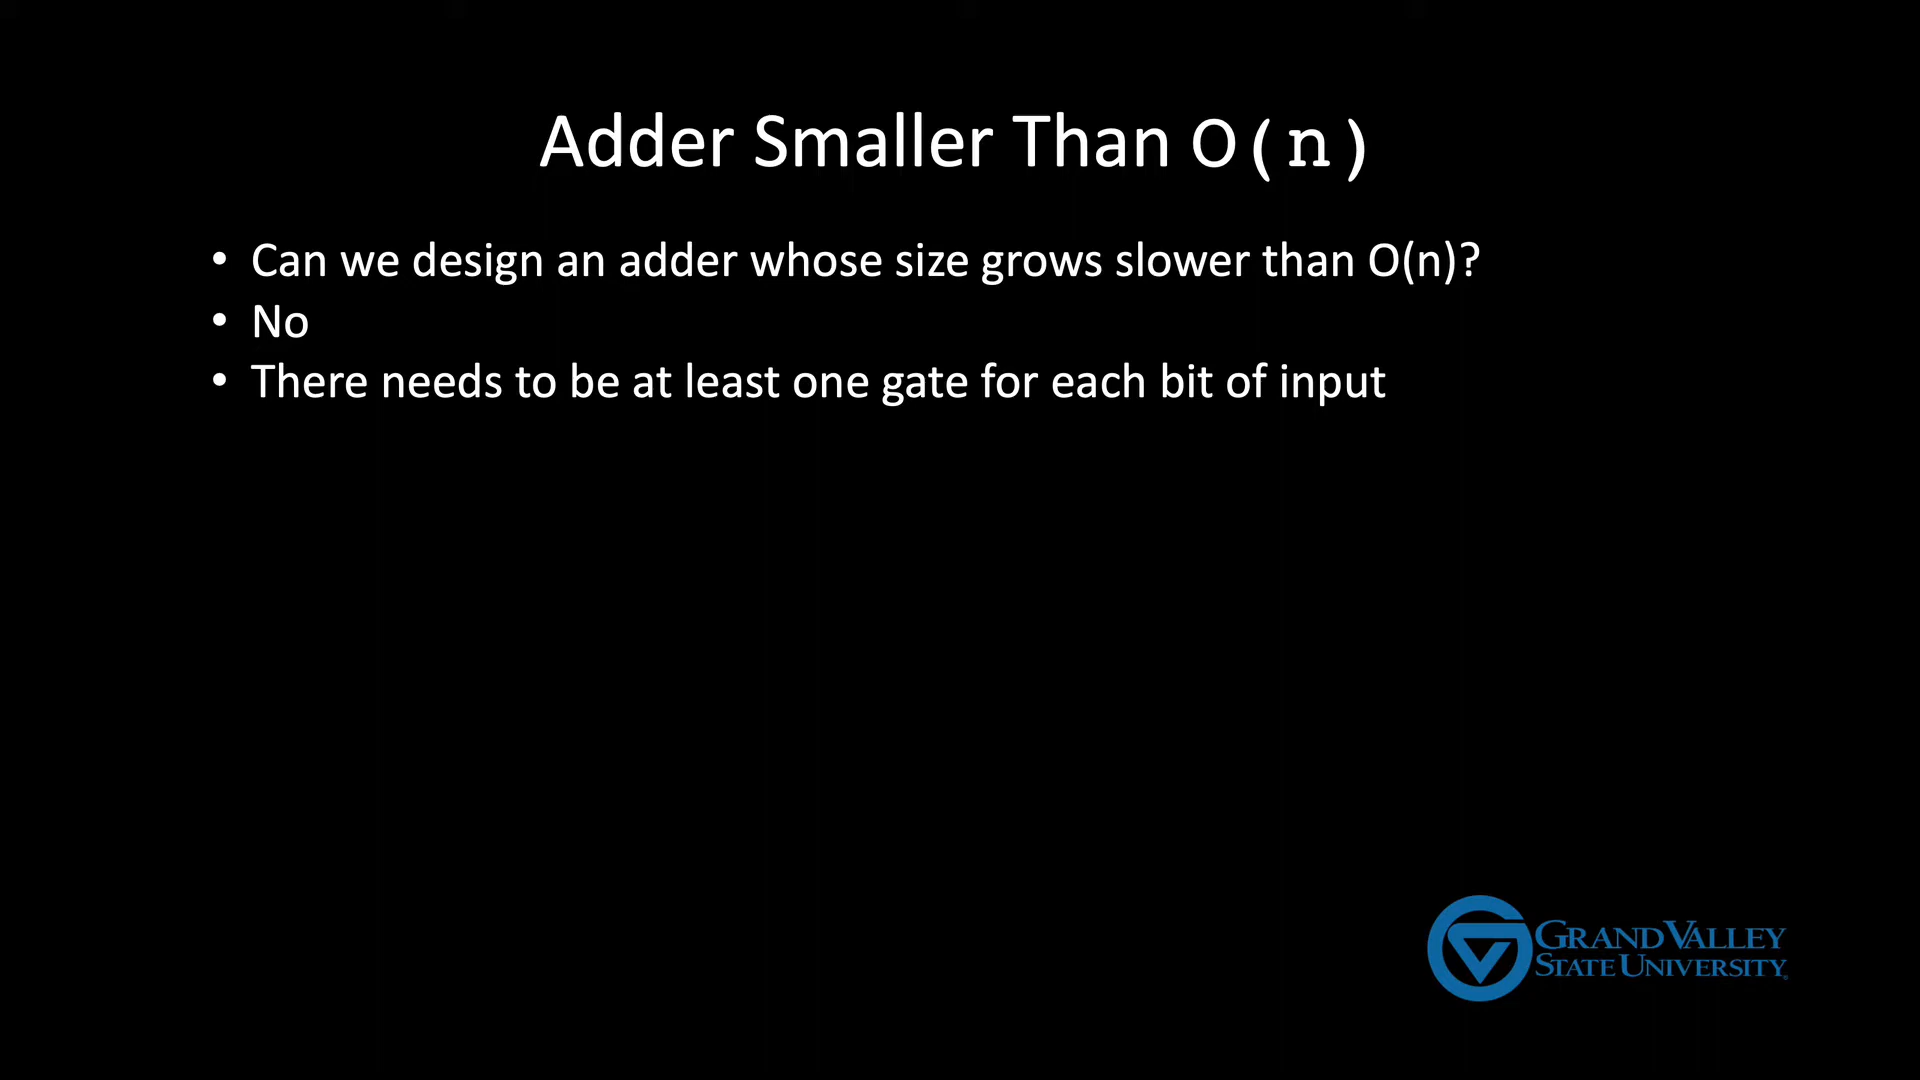 Adder Smaller Than O(n)
• Can we design an adder whose size grows slower than O(n)?
• No
• There needs to be at least one gate for each bit of input
GRAND VALLEY
STATE UNIVERSITY